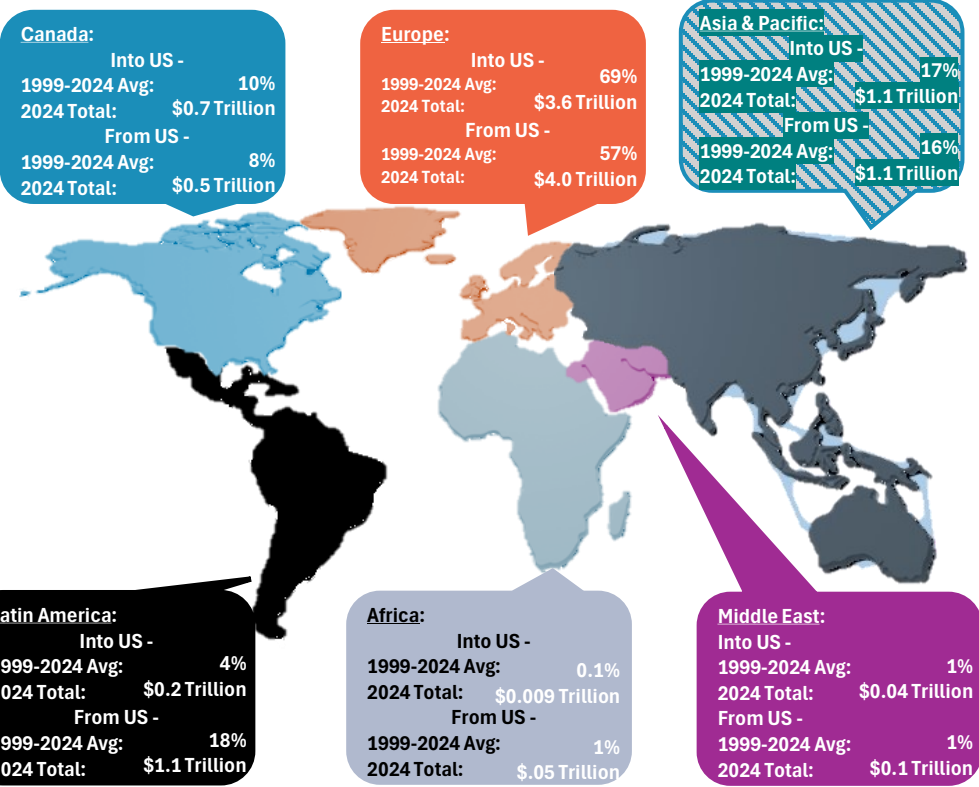 Canada:
Into US -
1999-2024 Avg: 10%
2024 Total: $0.7 Trillion
From US -
1999-2024 Avg: 8%
2024 Total: $0.5 Trillion
Europe:
Into US -
1999-2024 Avg: 69%
2024 Total: $3.6 Trillion
From US -
1999-2024 Avg: 57%
2024 Total: $4.0 Trillion
Asia & Pacific:
Into US -
1999-2024 Avg: 17%
2024 Total: $1.1 Trillion
From US -
1999-2024 Avg: 16%
2024 Total: $1.1 Trillion
atin America:
Into US -
999-2024 Avg: 4%
024 Total: $0.2 Trillion
From US -
999-2024 Avg: 18%
024 Total: $1.1 Trillion
Africa:
Into US -
1999-2024 Avg: 0.1%
2024 Total: $0.009 Trillion
From US -
1999-2024 Avg: 1%
2024 Total: $.05 Trillion
Middle East:
Into US -
1999-2024 Avg: 1%
2024 Total: $0.04 Trillion
From US -
1999-2024 Avg: 1%
2024 Total: $0.1 Trillion